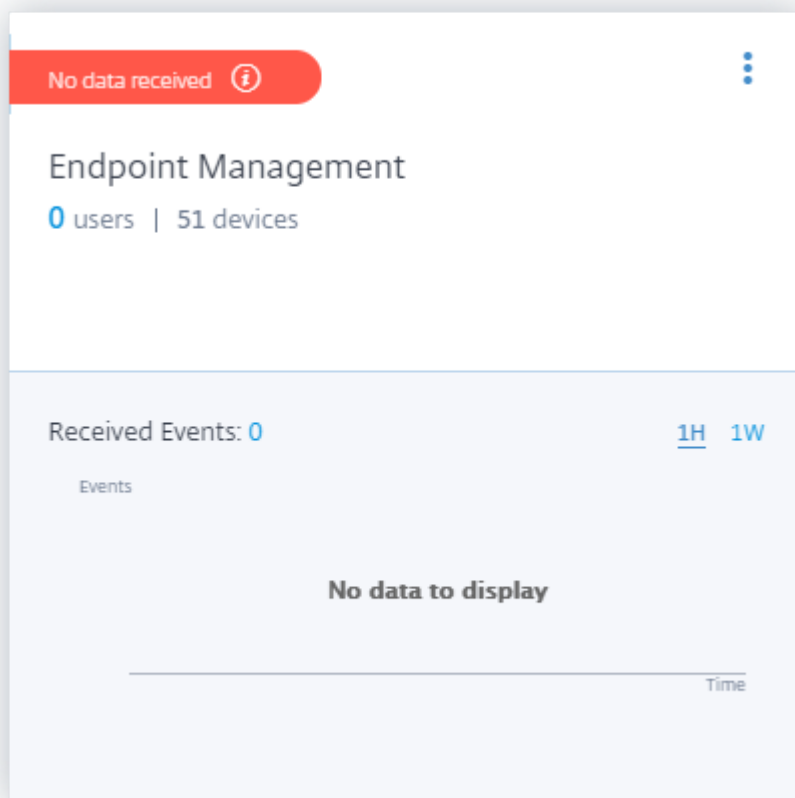 No data received
Endpoint Management
0 users | 51 devices
Received Events: 0 1H 1W
Events
No data to display
Time